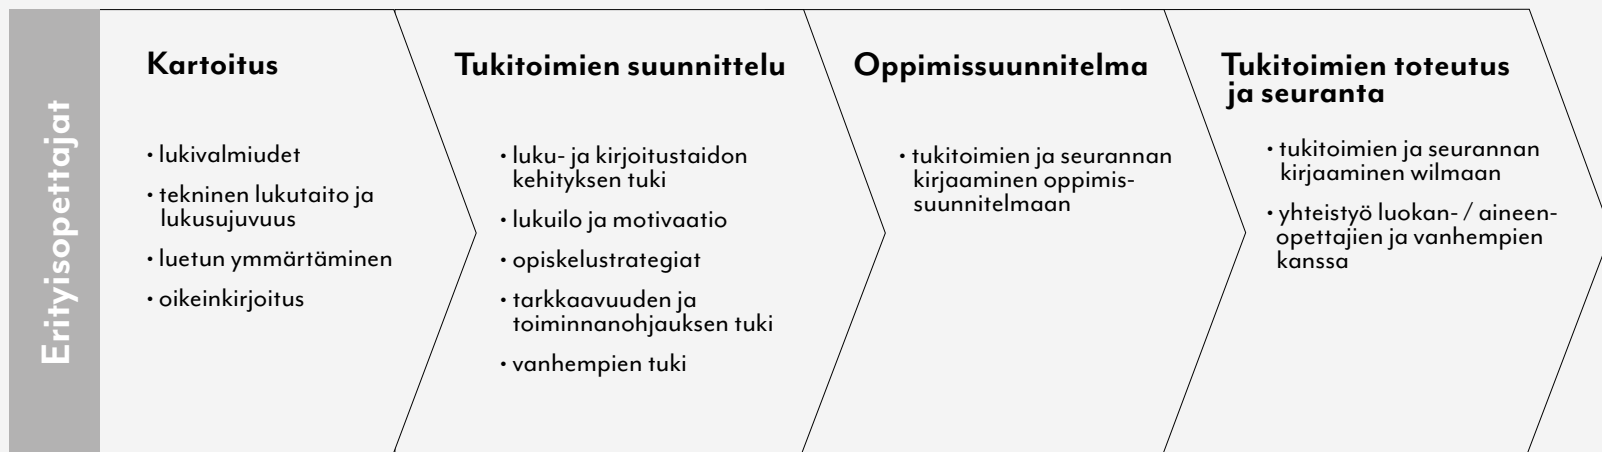 Erityisopettajat
Kartoitus
• lukivalmiudet
• tekninen lukutaito ja
lukusujuvuus
• luetun ymmärtäminen
• oikeinkirjoitus
Tukitoimien suunnittelu
• luku- ja kirjoitustaidon
kehityksen tuki
• lukuilo ja motivaatio
• opiskelustrategiat
• tarkkaavuuden ja
toiminnanohjauksen tuki
• vanhempien tuki
Oppimissuunnitelma
• tukitoimien ja seurannan
kirjaaminen oppimis-
suunnitelmaan
Tukitoimien toteutus
ja seuranta
• tukitoimien ja seurannan
kirjaaminen wilmaan
• yhteistyö luokan- / aineen-
opettajien ja vanhempien
kanssa